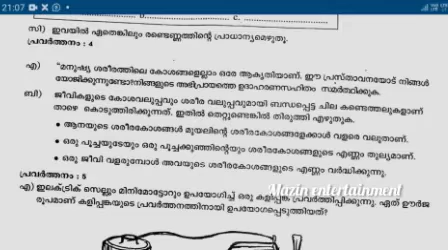 21:07
സി) ഇവയിൽ ഏതെങ്കിലും രണ്ടെണ്ണത്തിന്റെ പ്രാധാന്യമെഴുതുക.
പ്രവർത്തനം : 4
എ) "മനുഷ്യ ശരീരത്തിലെ കോശങ്ങളെല്ലാം ഒരേ ആകൃതിയാണ്. ഈ പ്രസ്താവനയോട് നിങ്ങൾ
യോജിക്കുന്നുണ്ടോ?നിങ്ങളുടെ അഭിപ്രായത്തെ ഉദാഹരണസഹിതം സമർത്ഥിക്കുക.
ബി) ജീവികളുടെ കോശവലുപ്പവും ശരീര വലുപ്പവുമായി ബന്ധപ്പെട്ട ചില കണ്ടെത്തലുകളാണ്
താഴെ കൊടുത്തിരിക്കുന്നത്. ഇതിൽ തെറ്റുണ്ടെങ്കിൽ തിരുത്തി എഴുതുക.
• ആനയുടെ ശരീരകോശങ്ങൾ മുയലിന്റെ ശരീരകോശങ്ങളേക്കാൾ വളരെ വലുതാണ്.
• ഒരു പൂച്ചയുടേയും ഒരു പൂച്ചക്കുഞ്ഞിന്റെയും ശരീരകോശങ്ങളുടെ എണ്ണം തുല്യമാണ്.
• ഒരു ജീവി വളരുമ്പോൾ അവയുടെ ശരീരകോശങ്ങളുടെ എണ്ണം വർദ്ധിക്കുന്നു.
പ്രവർത്തനം : 5
Mazin entertainment
എ) ഇലക്ട്രിക് സെല്ലും മിനിമോട്ടോറും ഉപയോഗിച്ച് ഒരു കളിപ്പങ്ക പ്രവർത്തിപ്പിക്കുന്നു. ഏത് ഊർജ
രൂപമാണ് കളിപ്പങ്കയുടെ പ്രവർത്തനത്തിനായി ഉപയോഗപ്പെടുത്തിയത്?